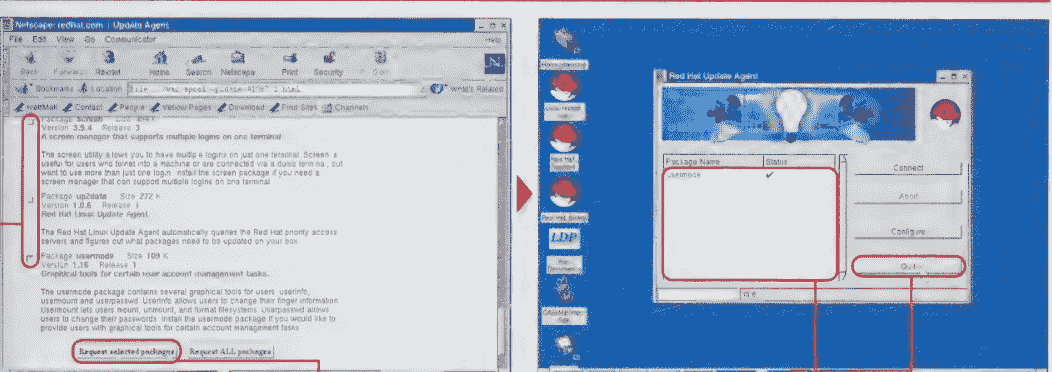 Netscape: redhat.com | Update Agent
File Edit View Go Communicator
Help
Back Forward Reload Home Search Netscape Print Security
Bookmarks Location
What's Related
WebMail Contact People Yellow Pages Download Find Sites Channels
Package screen Size
Version 3.9.4 Release 3
A screen manager that supports multiple logins on one terminal
The screen utility allows you to have multiple logins on just one terminal. Screen is
useful for users who telnet into a machine or are connected via a dumb terminal, but
want to use more than just one login. Install the screen package if you need a
screen manager that can support multiple logins on one terminal
Package up2date Size 272 K
Version 1.0.6 Release 1
Red Hat Linux Update Agent
The Red Hat Linux Update Agent automatically queries the Red Hat priority access
servers and figures out what packages need to be updated on your box
Package usermode Size 109 K
Version 1.16 Release 1
Graphical tools for certain user account management tasks.
The usermode package contains several graphical tools for users: userinfo,
usermount and userpasswd. Userinfo allows users to change their finger information
Usermount lets users mount, unmount, and format filesystems. Userpasswd allows
users to change their passwords. Install the usermode package if you would like to
provide users with graphical tools for certain account management tasks
Request selected packages Request ALL packages
Red Hat Update Agent
Package Name Status
usermode ✓
Connect
Abort
Configure
Quit
Idle
LDP